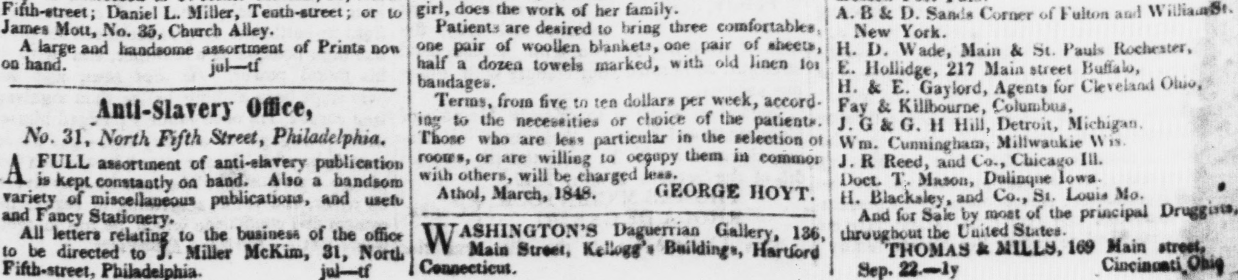 Fifth-street; Daniel L. Miller, Tenth-street; or to
James Mott, No. 35, Church Alley.
A large and handsome assortment of Prints now
on hand. jul—tf
Anti-Slavery Office,
No. 31, North Fifth Street, Philadelphia.
A FULL assortment of anti-slavery publication
is kept constantly on hand. Also a handsom
variety of miscellaneous publications, and usefu
and Fancy Stationery.
All letters relating to the business of the office
to be directed to J. Miller McKim, 31, North
Fifth-street, Philadelphia. jul—tf
girl, does the work of her family.
Patients are desired to bring three comfortables,
one pair of woollen blankets, one pair of sheets,
half a dozen towels marked, with old linen for
bandages.
Terms, from five to ten dollars per week, accord-
ing to the necessities or choice of the patients.
Those who are less particular in the selection of
rooms, or are willing to occupy them in common
with others, will be charged less.
Athol, March, 1848. GEORGE HOYT.
WASHINGTON'S Daguerrian Gallery, 136,
Main Street, Kellogg's Buildings, Hartford
Connecticut.
A. B & D. Sands Corner of Fulton and William St.
New York.
H. D. Wade, Main & St. Pauls Rochester,
E. Hollidge, 217 Main street Buffalo,
H. & E. Gaylord, Agents for Cleveland Ohio,
Fay & Killbourne, Columbus,
J. G & G. H Hill, Detroit, Michigan.
Wm. Cunningham, Millwaukie Wis.
J. R Reed, and Co., Chicago Ill.
Doct. T. Mason, Dulinque Iowa.
H. Blacksley, and Co., St. Louis Mo.
And for Sale by most of the principal Druggists,
throughout the United States.
THOMAS & MILLS, 169 Main street,
Sep. 22.—ly Cincinnati Ohio